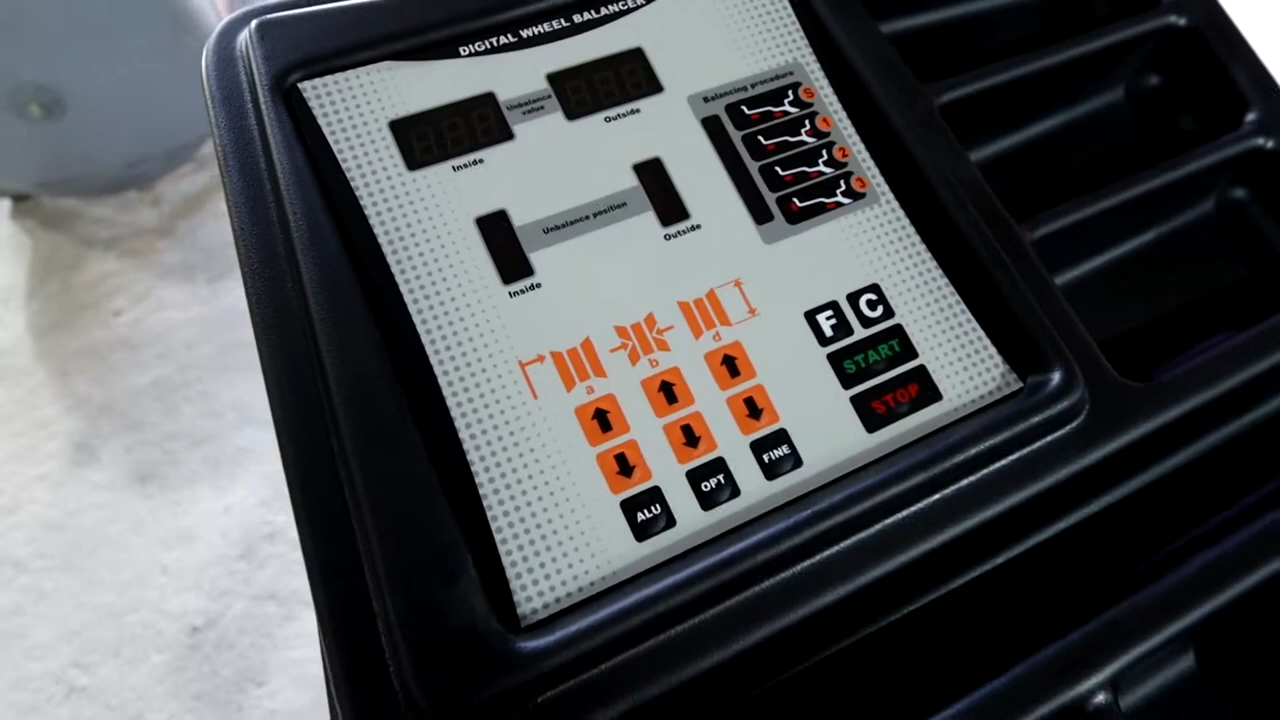 DIGITAL WHEEL BALANCER
Unbalance
value
Inside
Outside
Balancing procedure
S
1
2
3
Unbalance position
Inside
Outside
a
b
d
F
C
START
STOP
ALU
OPT
FINE